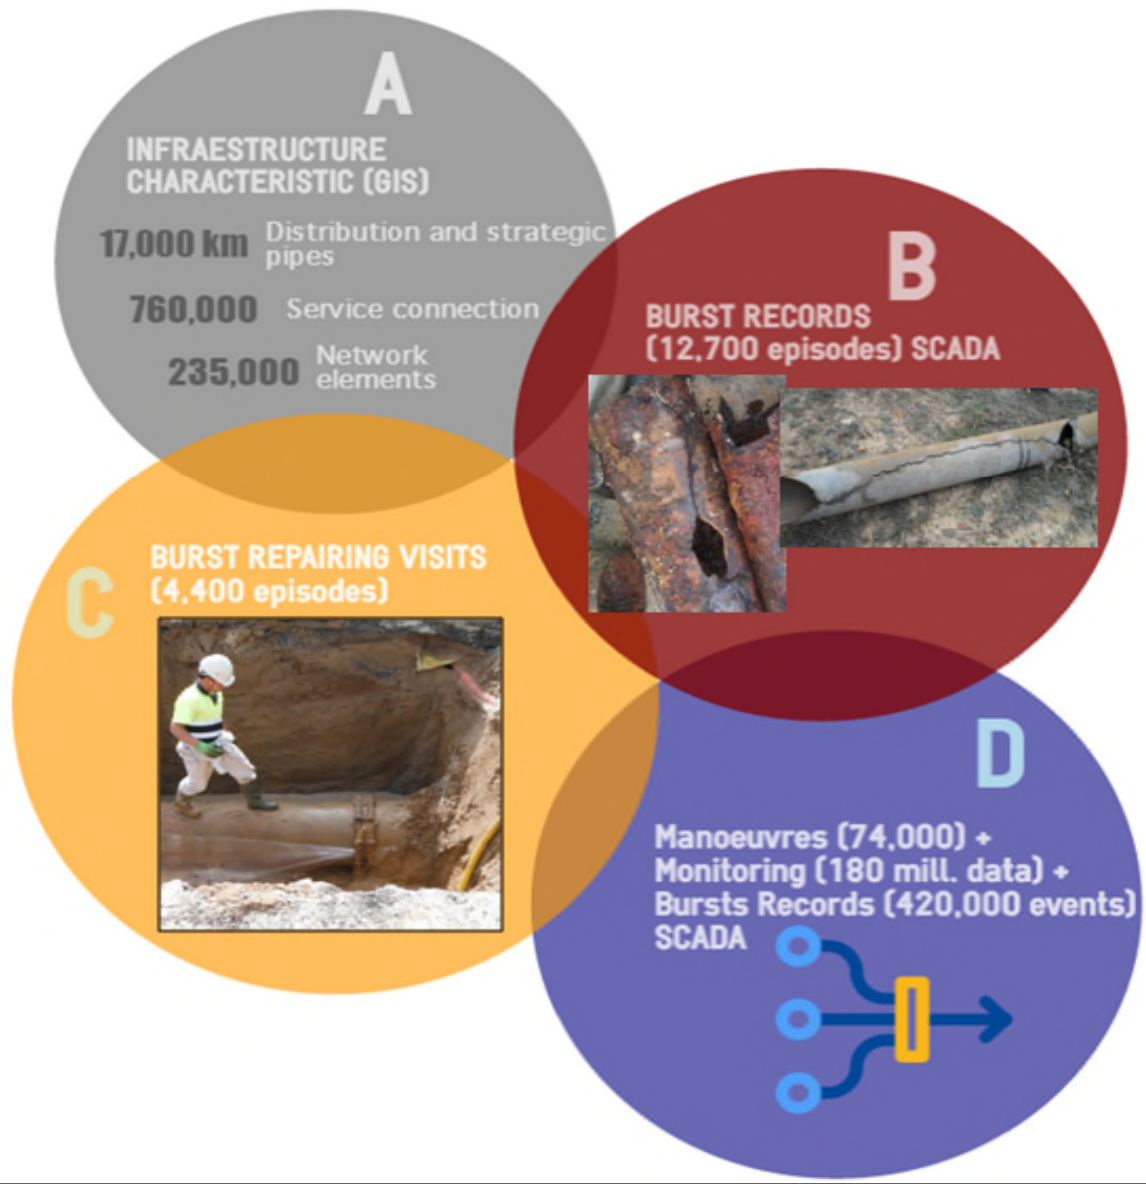 A
INFRAESTRUCTURE
CHARACTERISTIC (GIS)
17,000 km Distribution and strategic
pipes
760,000 Service connection
235,000 Network
elements
B
BURST RECORDS
(12,700 episodes) SCADA
C
BURST REPAIRING VISITS
(4,400 episodes)
D
Manoeuvres (74,000) +
Monitoring (180 mill. data) +
Bursts Records (420,000 events)
SCADA